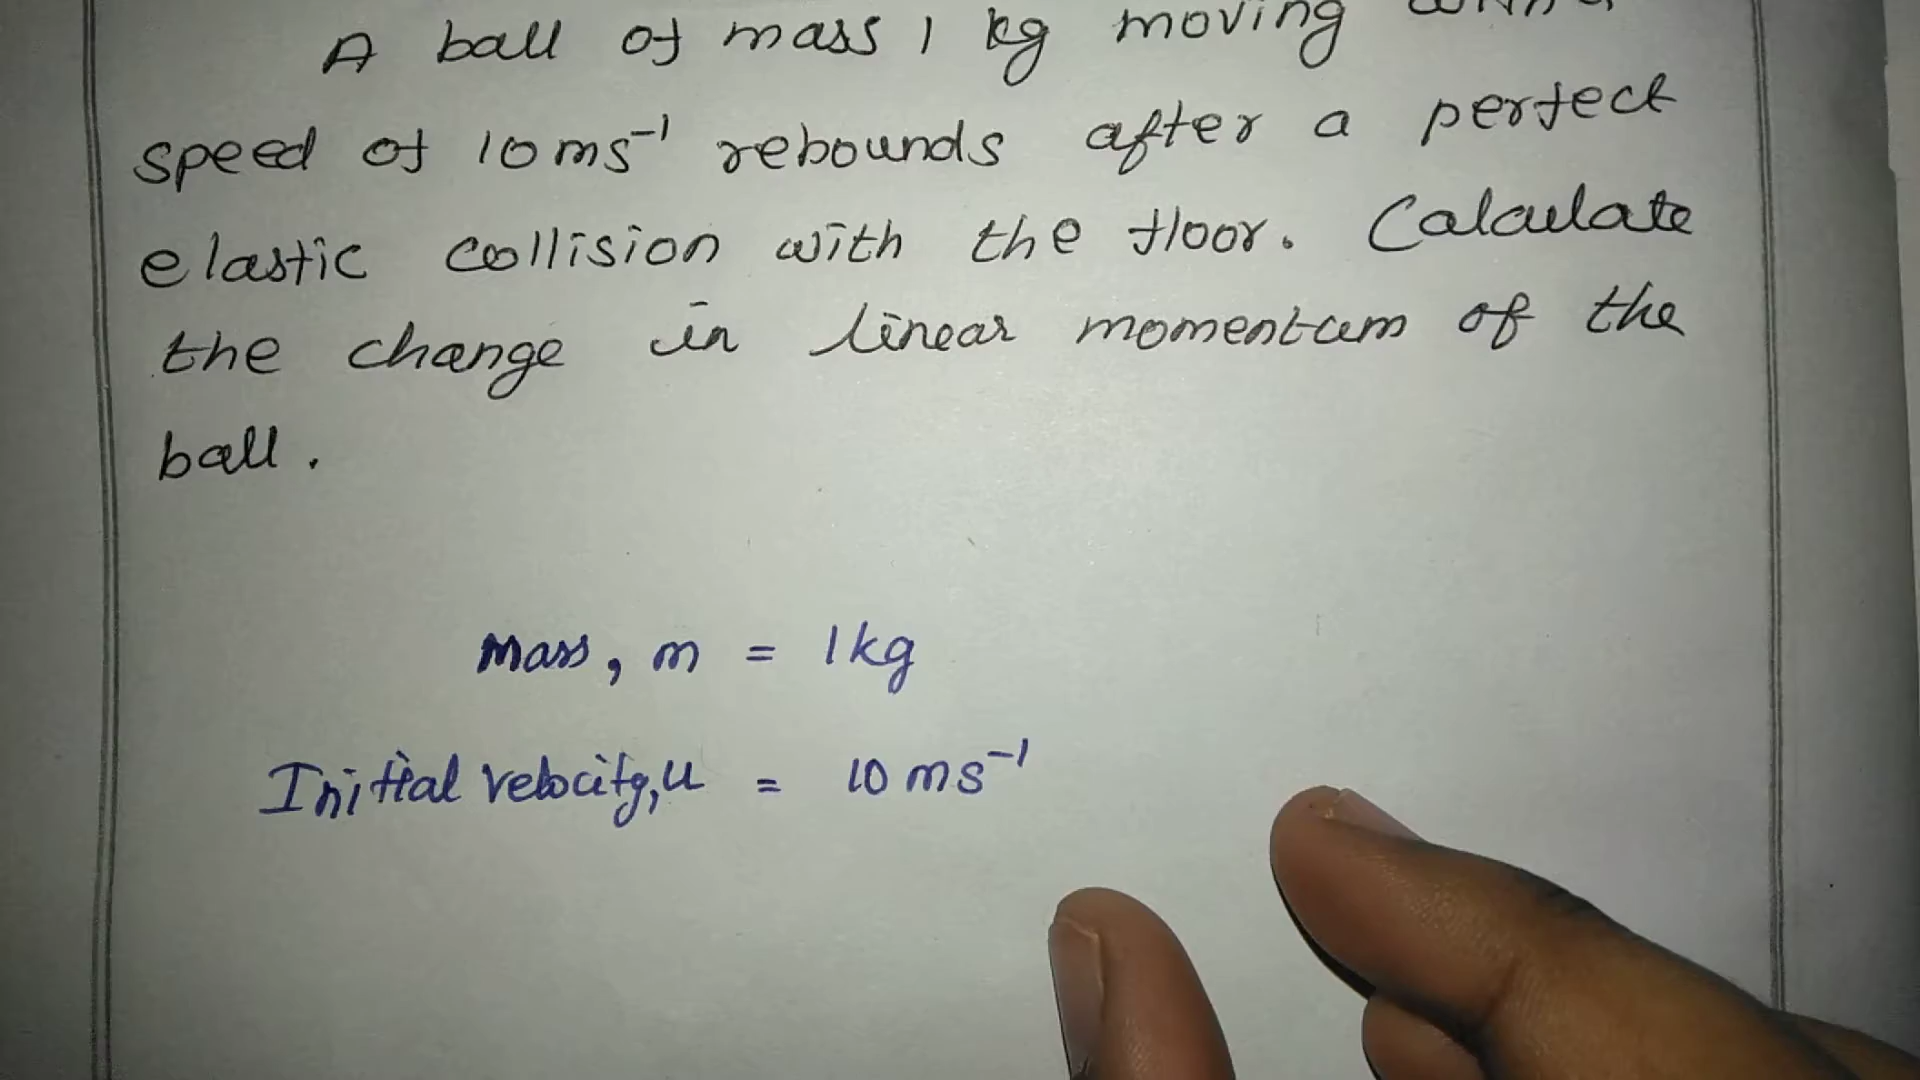 A ball of mass 1 kg moving with a
speed of 10 ms⁻¹ rebounds after a perfect
elastic collision with the floor. Calculate
the change in linear momentum of the
ball.
Mass, m = 1kg
Initial velocity, u = 10 ms⁻¹